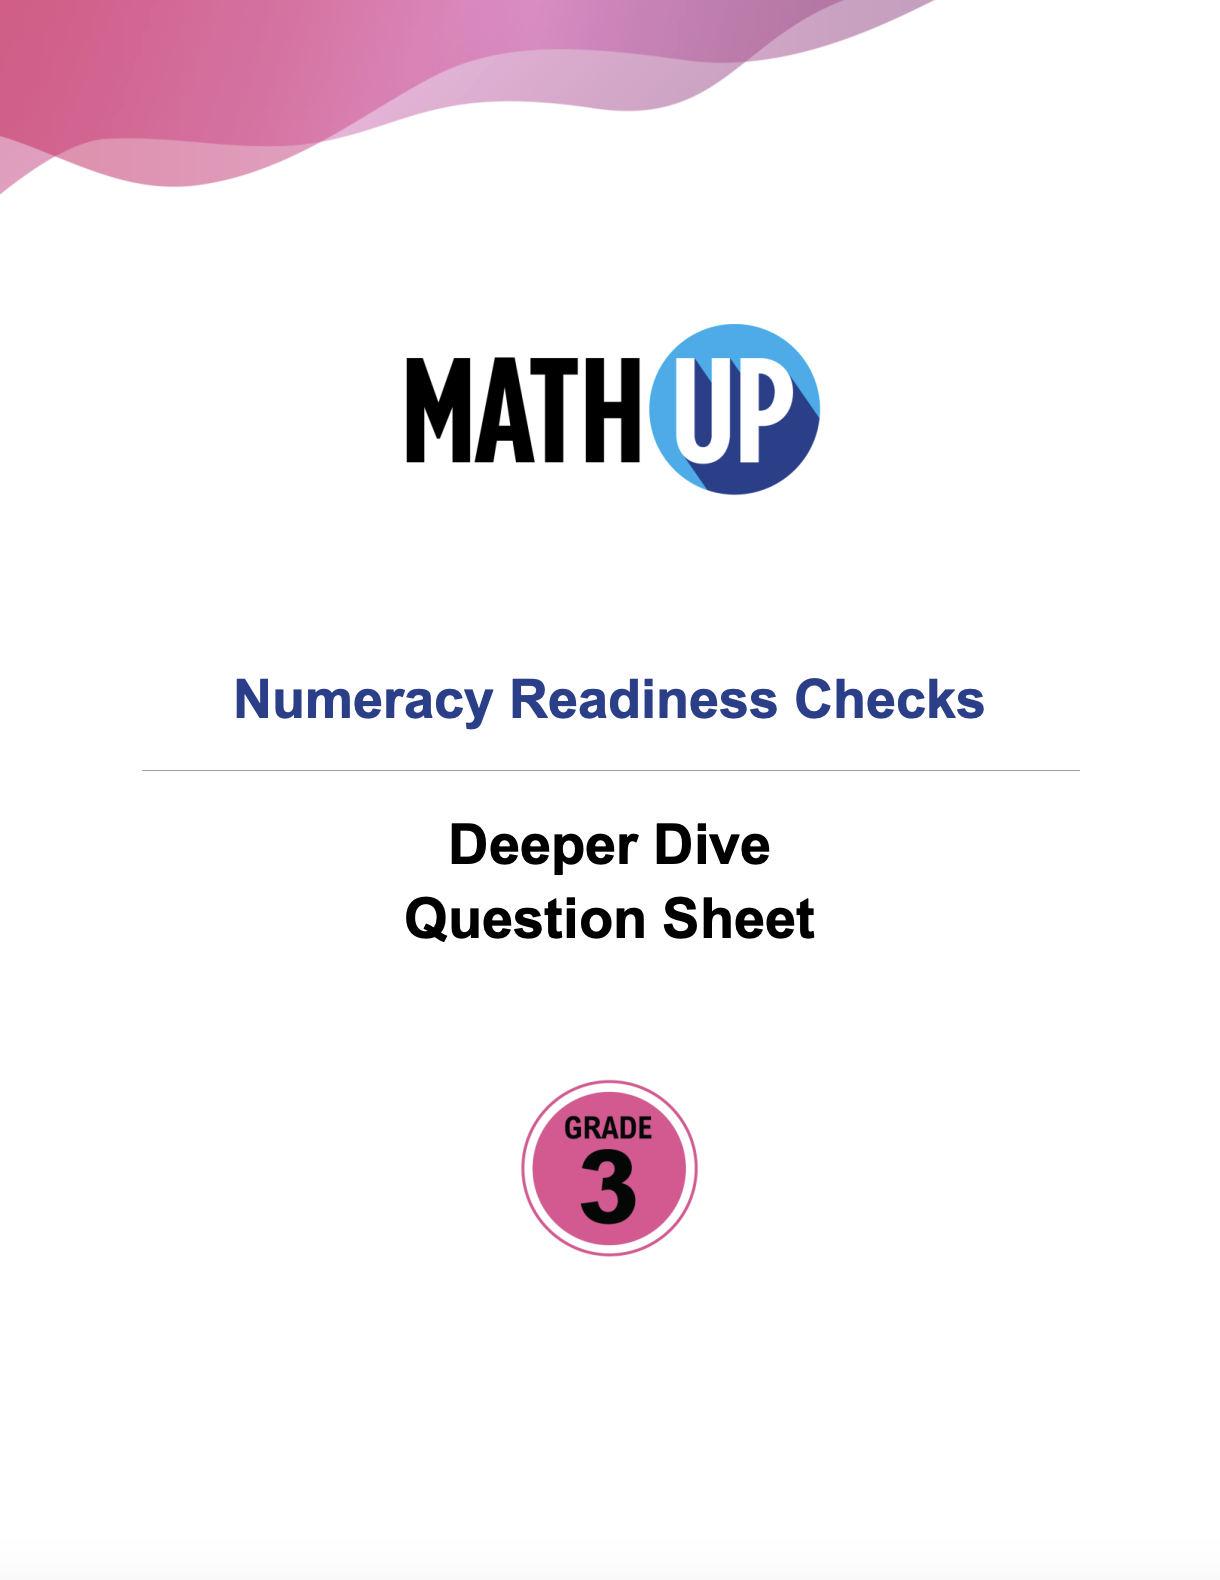 MATH UP
Numeracy Readiness Checks
Deeper Dive
Question Sheet
GRADE
3